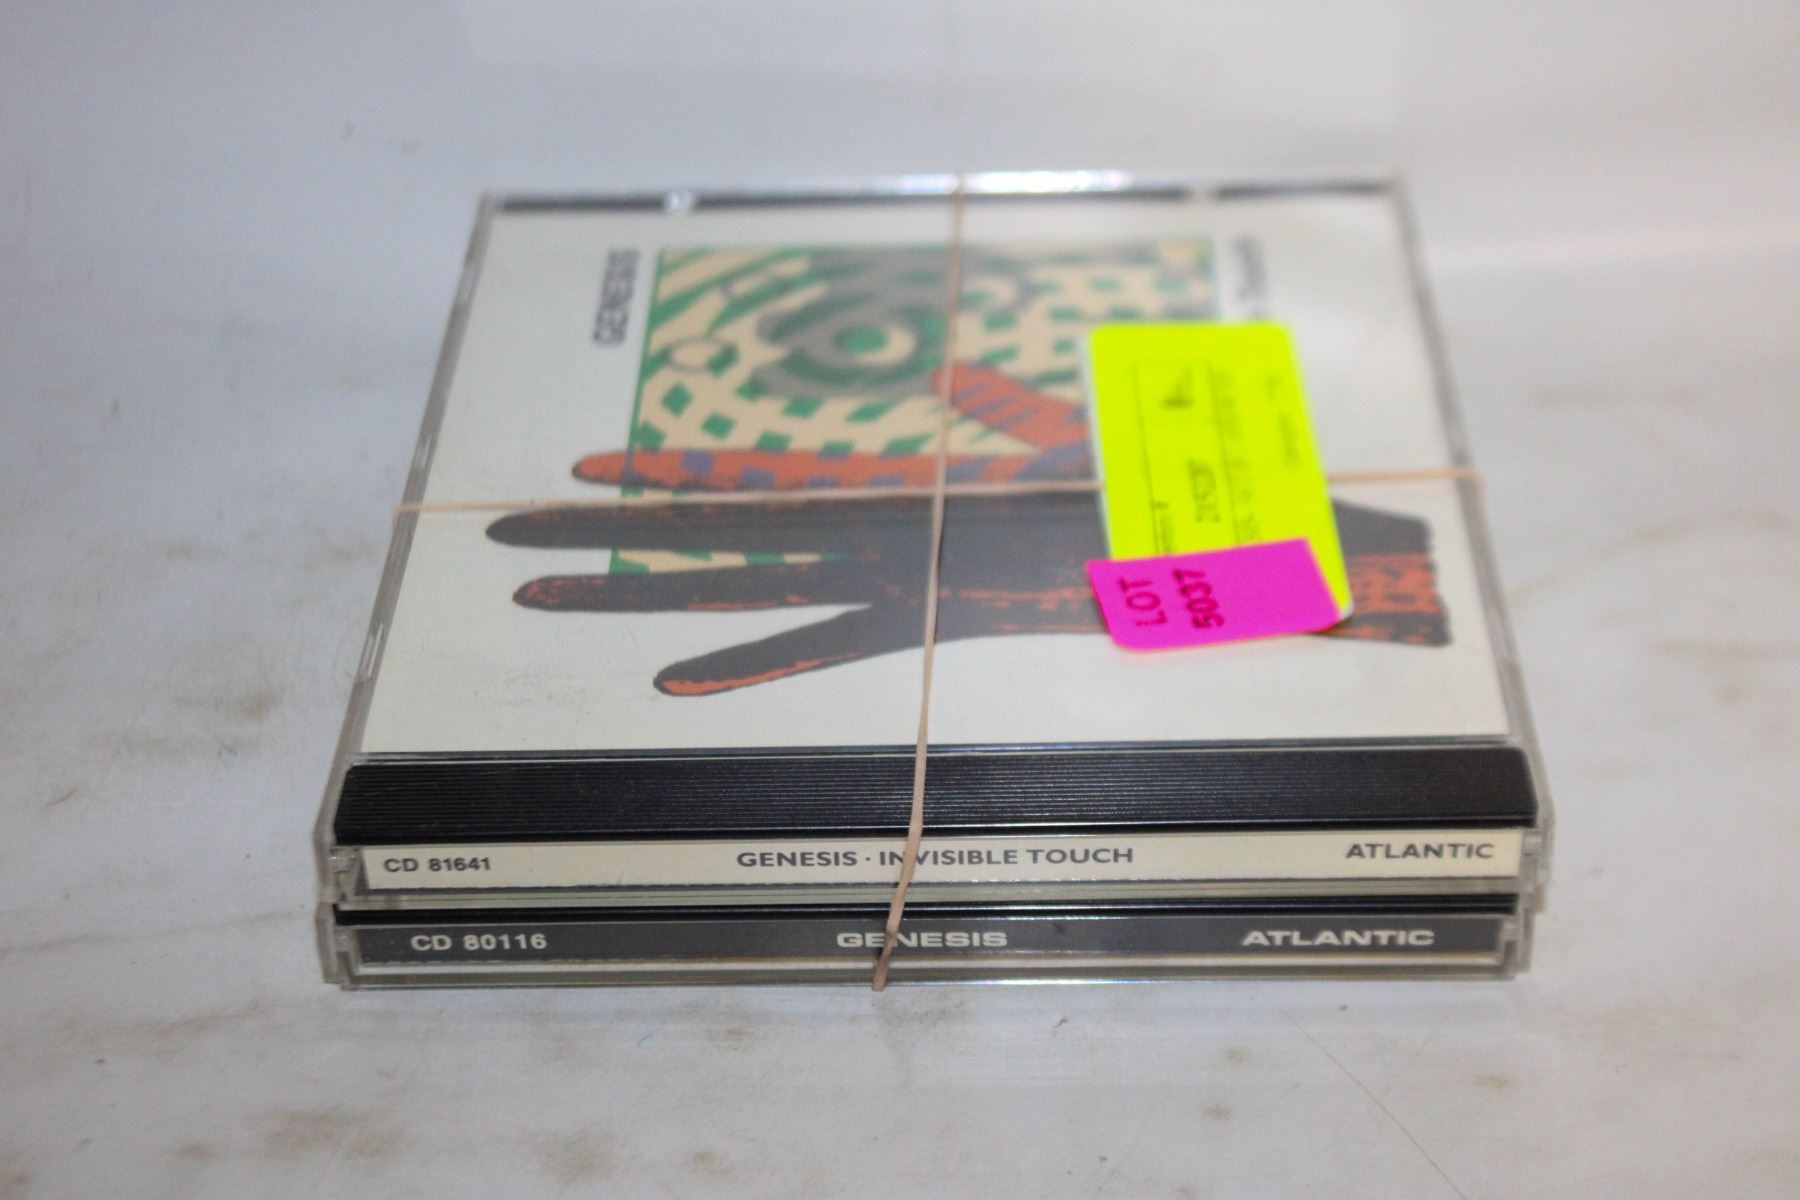 GENESIS
LOT
5037
CD 81641 GENESIS · INVISIBLE TOUCH ATLANTIC
CD 80116 GENESIS ATLANTIC